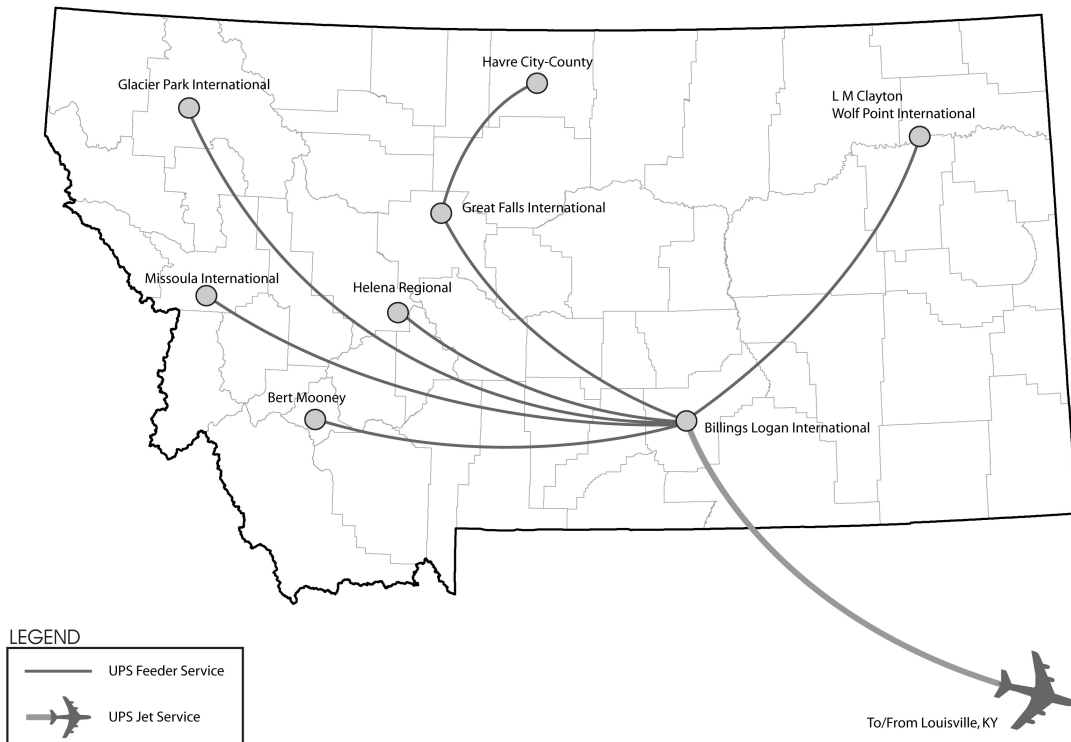 Havre City-County
Glacier Park International
L M Clayton
Wolf Point International
Great Falls International
Missoula International
Helena Regional
Bert Mooney
Billings Logan International
LEGEND
UPS Feeder Service
UPS Jet Service
To/From Louisville, KY